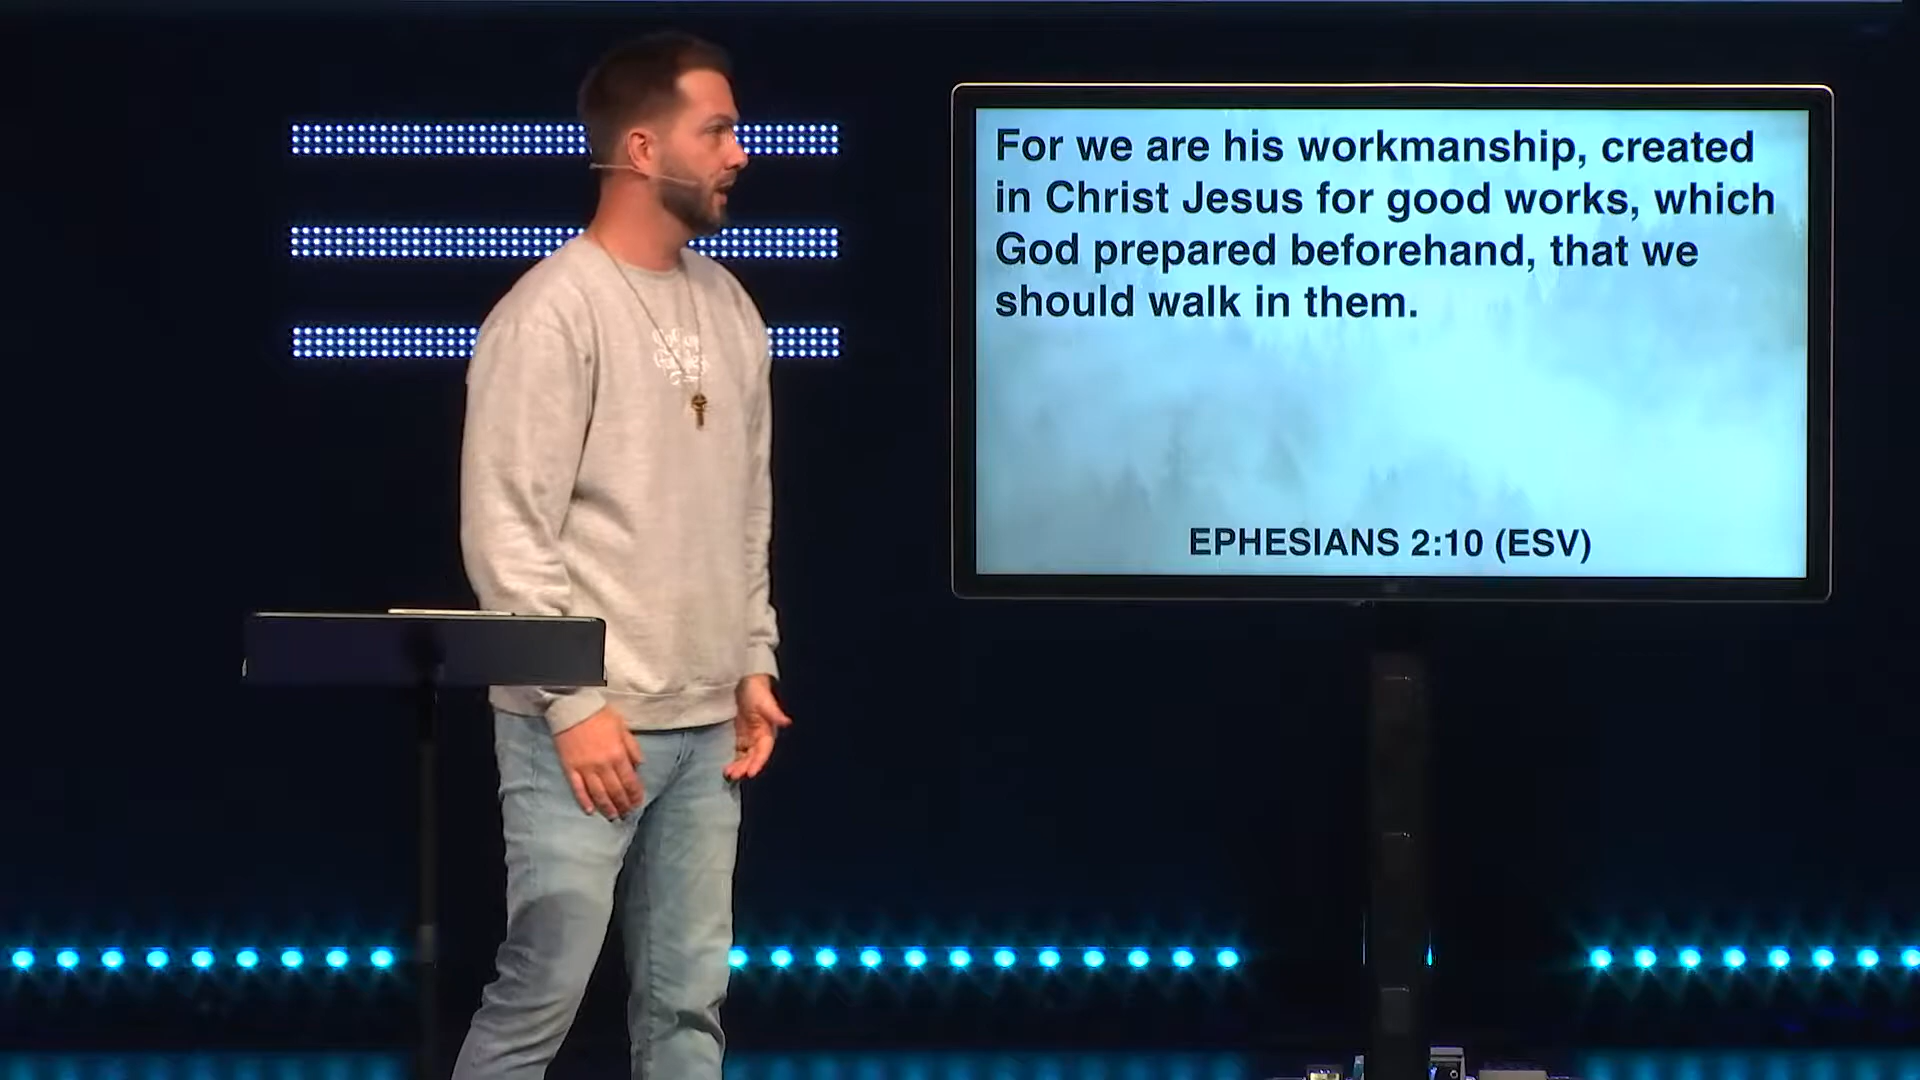 For we are his workmanship, created
in Christ Jesus for good works, which
God prepared beforehand, that we
should walk in them.
EPHESIANS 2:10 (ESV)